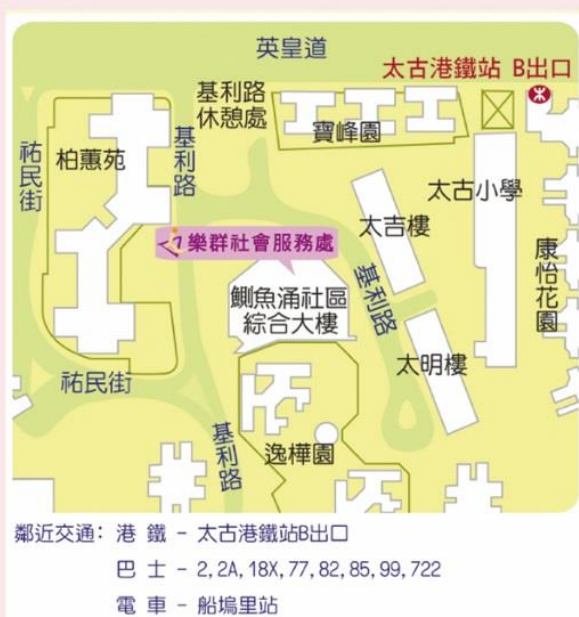 英皇道
太古港鐵站 B出口
基利路
休憩處
寶峰園
祐民街
柏蕙苑
基利路
太古小學
太吉樓
樂群社會服務處
康怡花園
基利路
鰂魚涌社區
綜合大樓
太明樓
祐民街
基利路
逸樺園
鄰近交通: 港 鐵 - 太古港鐵站B出口
巴 士 - 2, 2A, 18X, 77, 82, 85, 99, 722
電 車 - 船塢里站